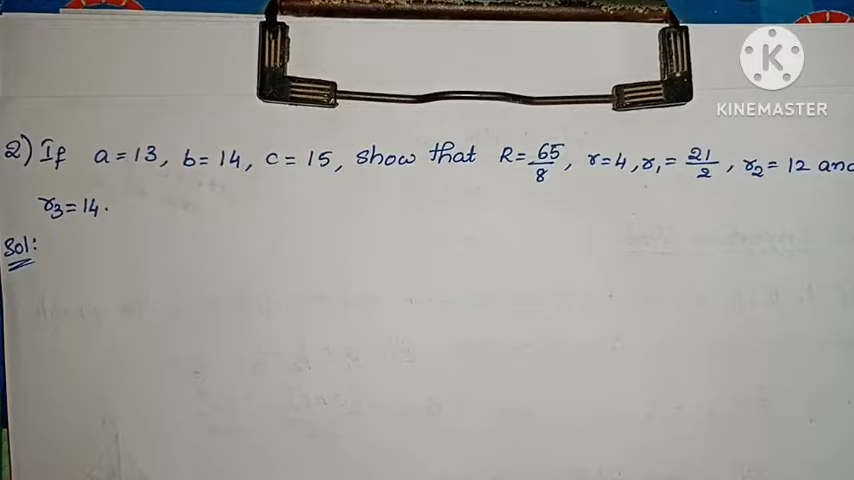 KINEMASTER
2) If a=13, b=14, c=15, show that R=65/8, r=4, r₁=21/2, r₂=12 and
r₃=14.
Sol: